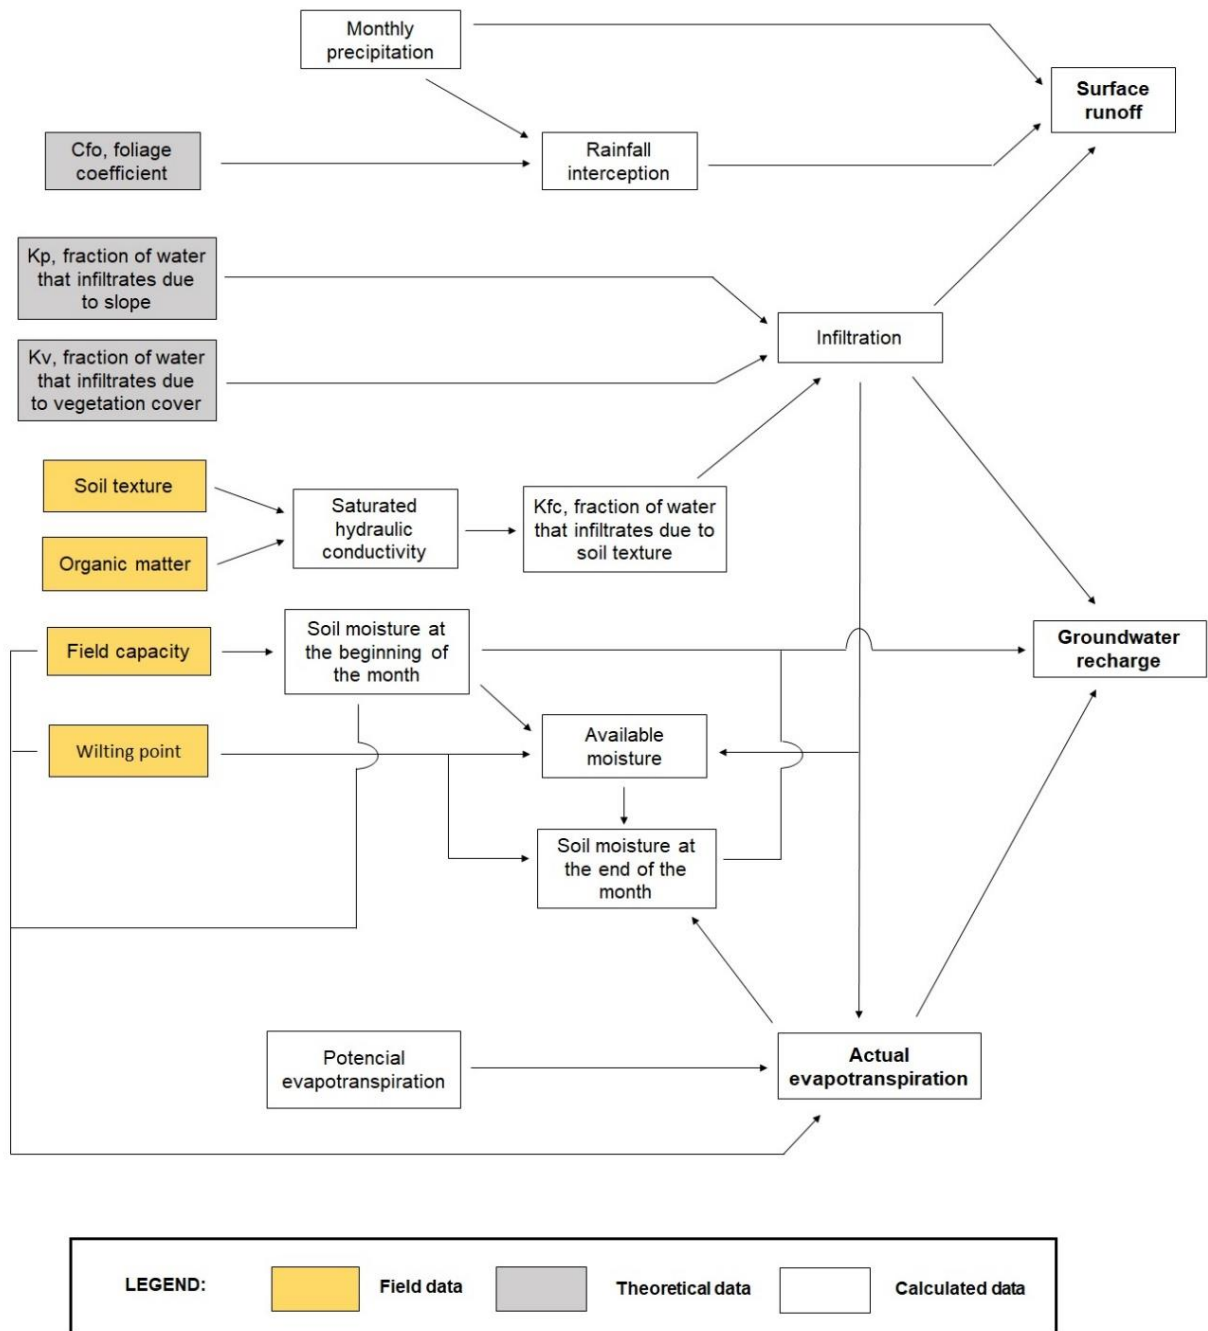 Monthly
precipitation
Surface
runoff
Cfo, foliage
coefficient
Rainfall
interception
Kp, fraction of water
that infiltrates due
to slope
Infiltration
Kv, fraction of water
that infiltrates due
to vegetation cover
Soil texture
Organic matter
Saturated
hydraulic
conductivity
Kfc, fraction of water
that infiltrates due to
soil texture
Field capacity
Soil moisture at
the beginning of
the month
Groundwater
recharge
Wilting point
Available
moisture
Soil moisture at
the end of the
month
Potencial
evapotranspiration
Actual
evapotranspiration
LEGEND:
Field data
Theoretical data
Calculated data